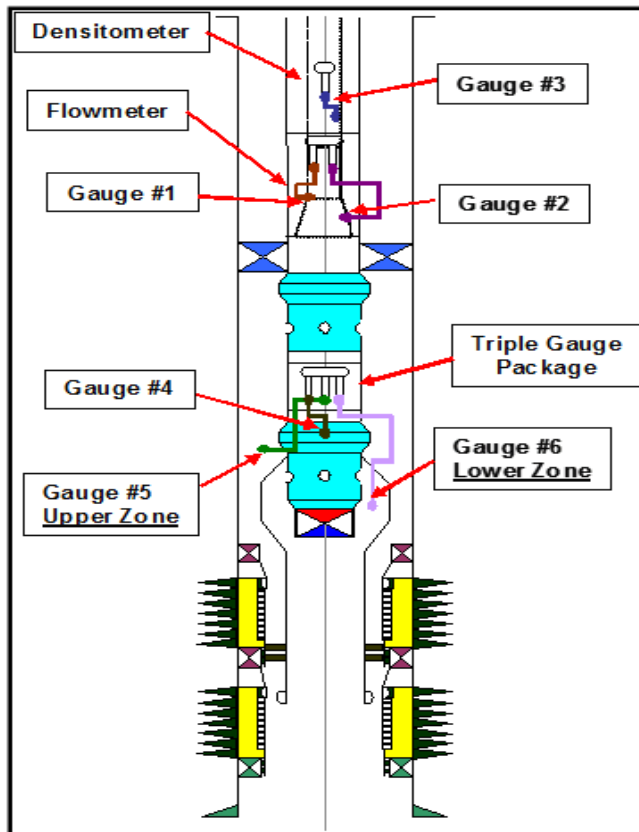 Densitometer
Gauge #3
Flowmeter
Gauge #1
Gauge #2
Triple Gauge
Package
Gauge #4
Gauge #5
Upper Zone
Gauge #6
Lower Zone